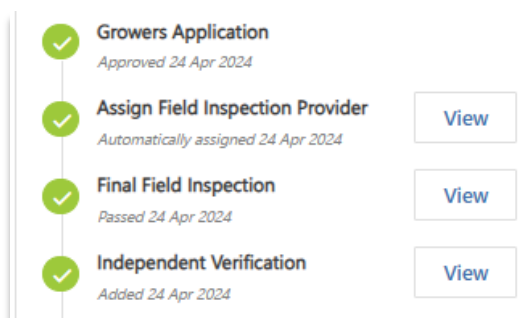 Growers Application
Approved 24 Apr 2024
Assign Field Inspection Provider
View
Automatically assigned 24 Apr 2024
Final Field Inspection
View
Passed 24 Apr 2024
Independent Verification
View
Added 24 Apr 2024